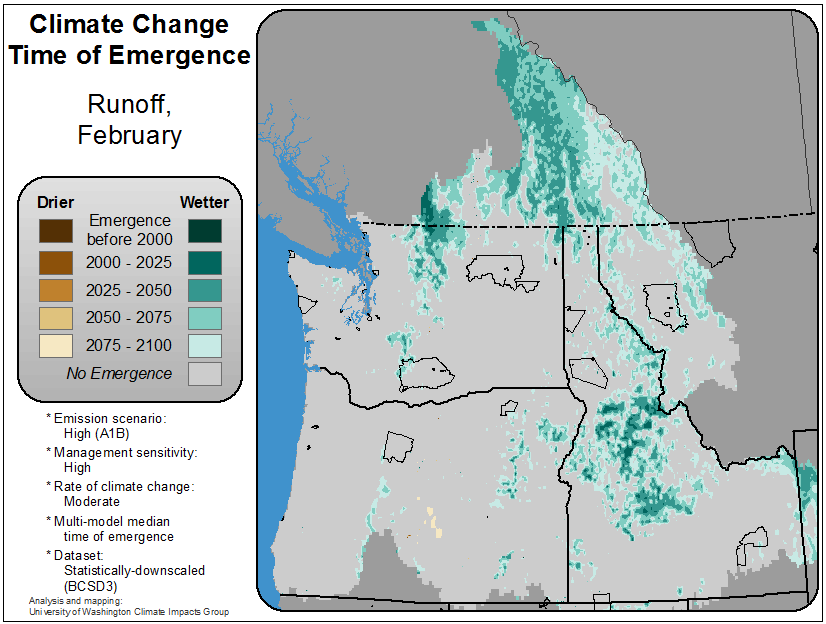 Climate Change
Time of Emergence
Runoff,
February
Drier Wetter
Emergence
before 2000
2000 - 2025
2025 - 2050
2050 - 2075
2075 - 2100
No Emergence
* Emission scenario:
High (A1B)
* Management sensitivity:
High
* Rate of climate change:
Moderate
* Multi-model median
time of emergence
* Dataset:
Statistically-downscaled
(BCSD3)
Analysis and mapping:
University of Washington Climate Impacts Group